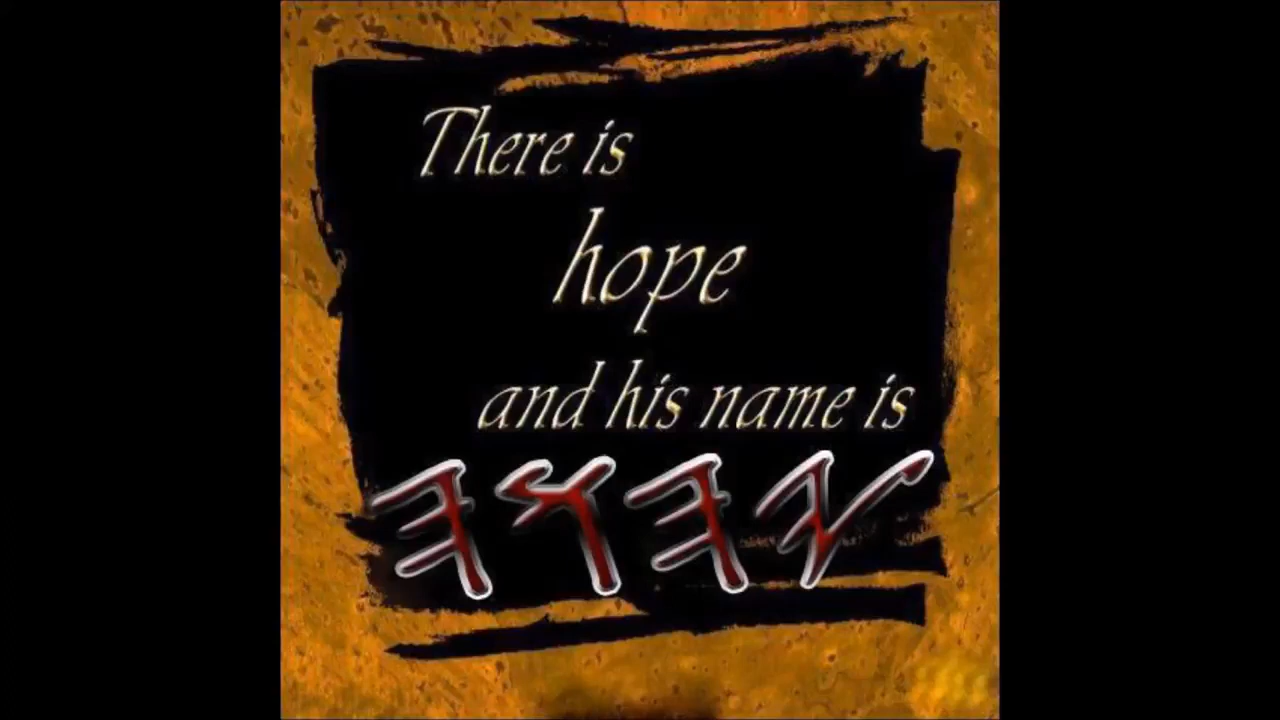 There is
hope
and his name is
𐤉𐤄𐤅𐤄